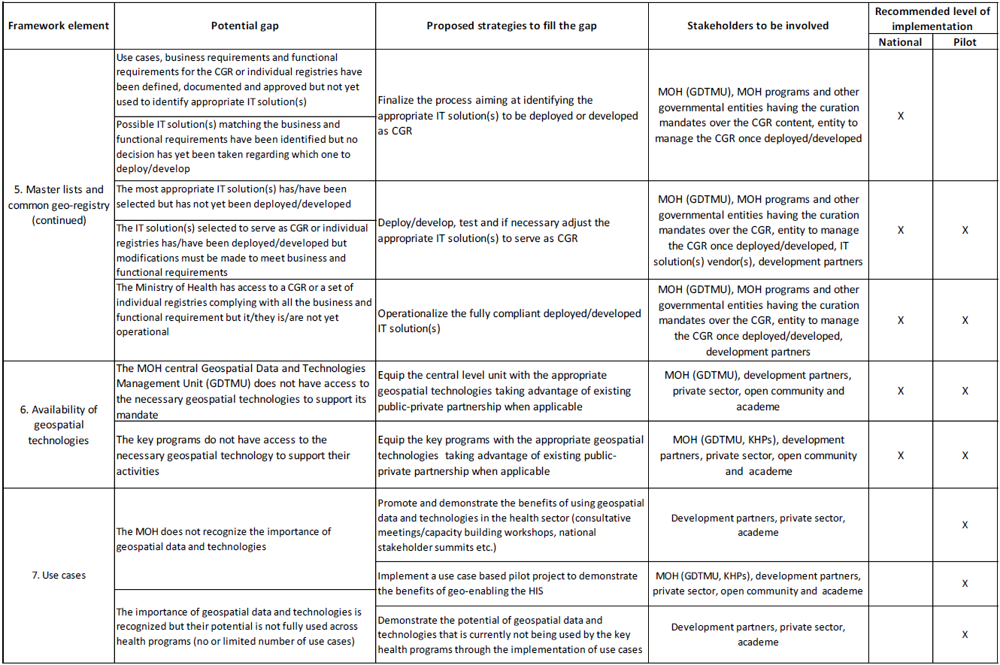 Framework element
Potential gap
Proposed strategies to fill the gap
Stakeholders to be involved
Recommended level of
implementation
National
Pilot
5. Master lists and
common geo-registry
(continued)
Use cases, business requirements and functional
requirements for the CGR or individual registries have
been defined, documented and approved but not yet
used to identify appropriate IT solution(s)
Possible IT solution(s) matching the business and
functional requirements have been identified but no
decision has yet been taken regarding which one to
deploy/develop
Finalize the process aiming at identifying the
appropriate IT solution(s) to be deployed or developed
as CGR
MOH (GDTMU), MOH programs and other
governmental entities having the curation
mandates over the CGR content, entity to
manage the CGR once deployed/developed
X
The most appropriate IT solution(s) has/have been
selected but has not yet been deployed/developed
The IT solution(s) selected to serve as CGR or individual
registries has/have been deployed/developed but
modifications must be made to meet business and
functional requirements
Deploy/develop, test and if necessary adjust the
appropriate IT solution(s) to serve as CGR
MOH (GDTMU), MOH programs and other
governmental entities having the curation
mandates over the CGR, entity to manage
the CGR once deployed/developed, IT
solution(s) vendor(s), development partners
X
X
The Ministry of Health has access to a CGR or a set of
individual registries complying with all the business and
functional requirement but it/they is/are not yet
operational
Operationalize the fully compliant deployed/developed
IT solution(s)
MOH (GDTMU), MOH programs and other
governmental entities having the curation
mandates over the CGR, entity to manage
the CGR once deployed/developed,
development partners
X
X
6. Availability of
geospatial
technologies
The MOH central Geospatial Data and Technologies
Management Unit (GDTMU) does not have access to
the necessary geospatial technologies to support its
mandate
Equip the central level unit with the appropriate
geospatial technologies taking advantage of existing
public-private partnership when applicable
MOH (GDTMU), development partners,
private sector, open community and
academe
X
X
The key programs do not have access to the
necessary geospatial technology to support their
activities
Equip the key programs with the appropriate geospatial
technologies taking advantage of existing public-
private partnership when applicable
MOH (GDTMU, KHPs), development
partners, private sector, open community
and academe
X
X
7. Use cases
The MOH does not recognize the importance of
geospatial data and technologies
Promote and demonstrate the benefits of using geospatial
data and technologies in the health sector (consultative
meetings/capacity building workshops, national
stakeholder summits etc.)
Development partners, private sector,
academe
X
Implement a use case based pilot project to demonstrate
the benefits of geo-enabling the HIS
MOH (GDTMU, KHPs), development partners,
private sector, open community and academe
X
The importance of geospatial data and technologies is
recognized but their potential is not fully used across
health programs (no or limited number of use cases)
Demonstrate the potential of geospatial data and
technologies that is currently not being used by the key
health programs through the implementation of use cases
Development partners, private sector,
academe
X